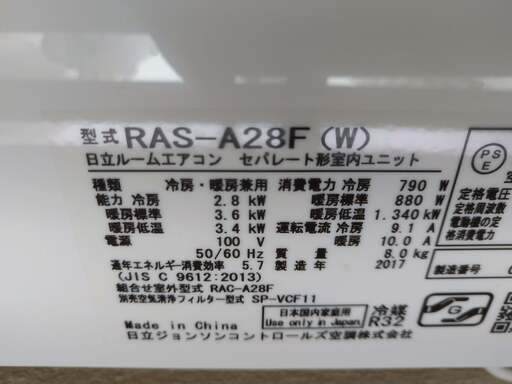 型式 RAS-A28F (W)
日立ルームエアコン セパレート形室内ユニット
種類 冷房・暖房兼用 消費電力 冷房 790 W
能力 冷房 2.8 kW 暖房標準 880 W
暖房標準 3.6 kW 暖房低温 1.340 kW
暖房低温 3.4 kW 運転電流 冷房 9.1 A
電源 100 V 暖房 10.0 A
50/60 Hz 質量 8.0 kg
通年エネルギー消費効率 5.7 製造年 2017
(JIS C 9612:2013)
組合せ室外型式 RAC-A28F
別売空気清浄フィルター型式 SP-VCF11
日本国内家庭用 冷媒
Made in China Use only in Japan R32
日立ジョンソンコントロールズ空調株式会社
PS
E
定格電圧
定格周波数
電動機の定
製造番号
G